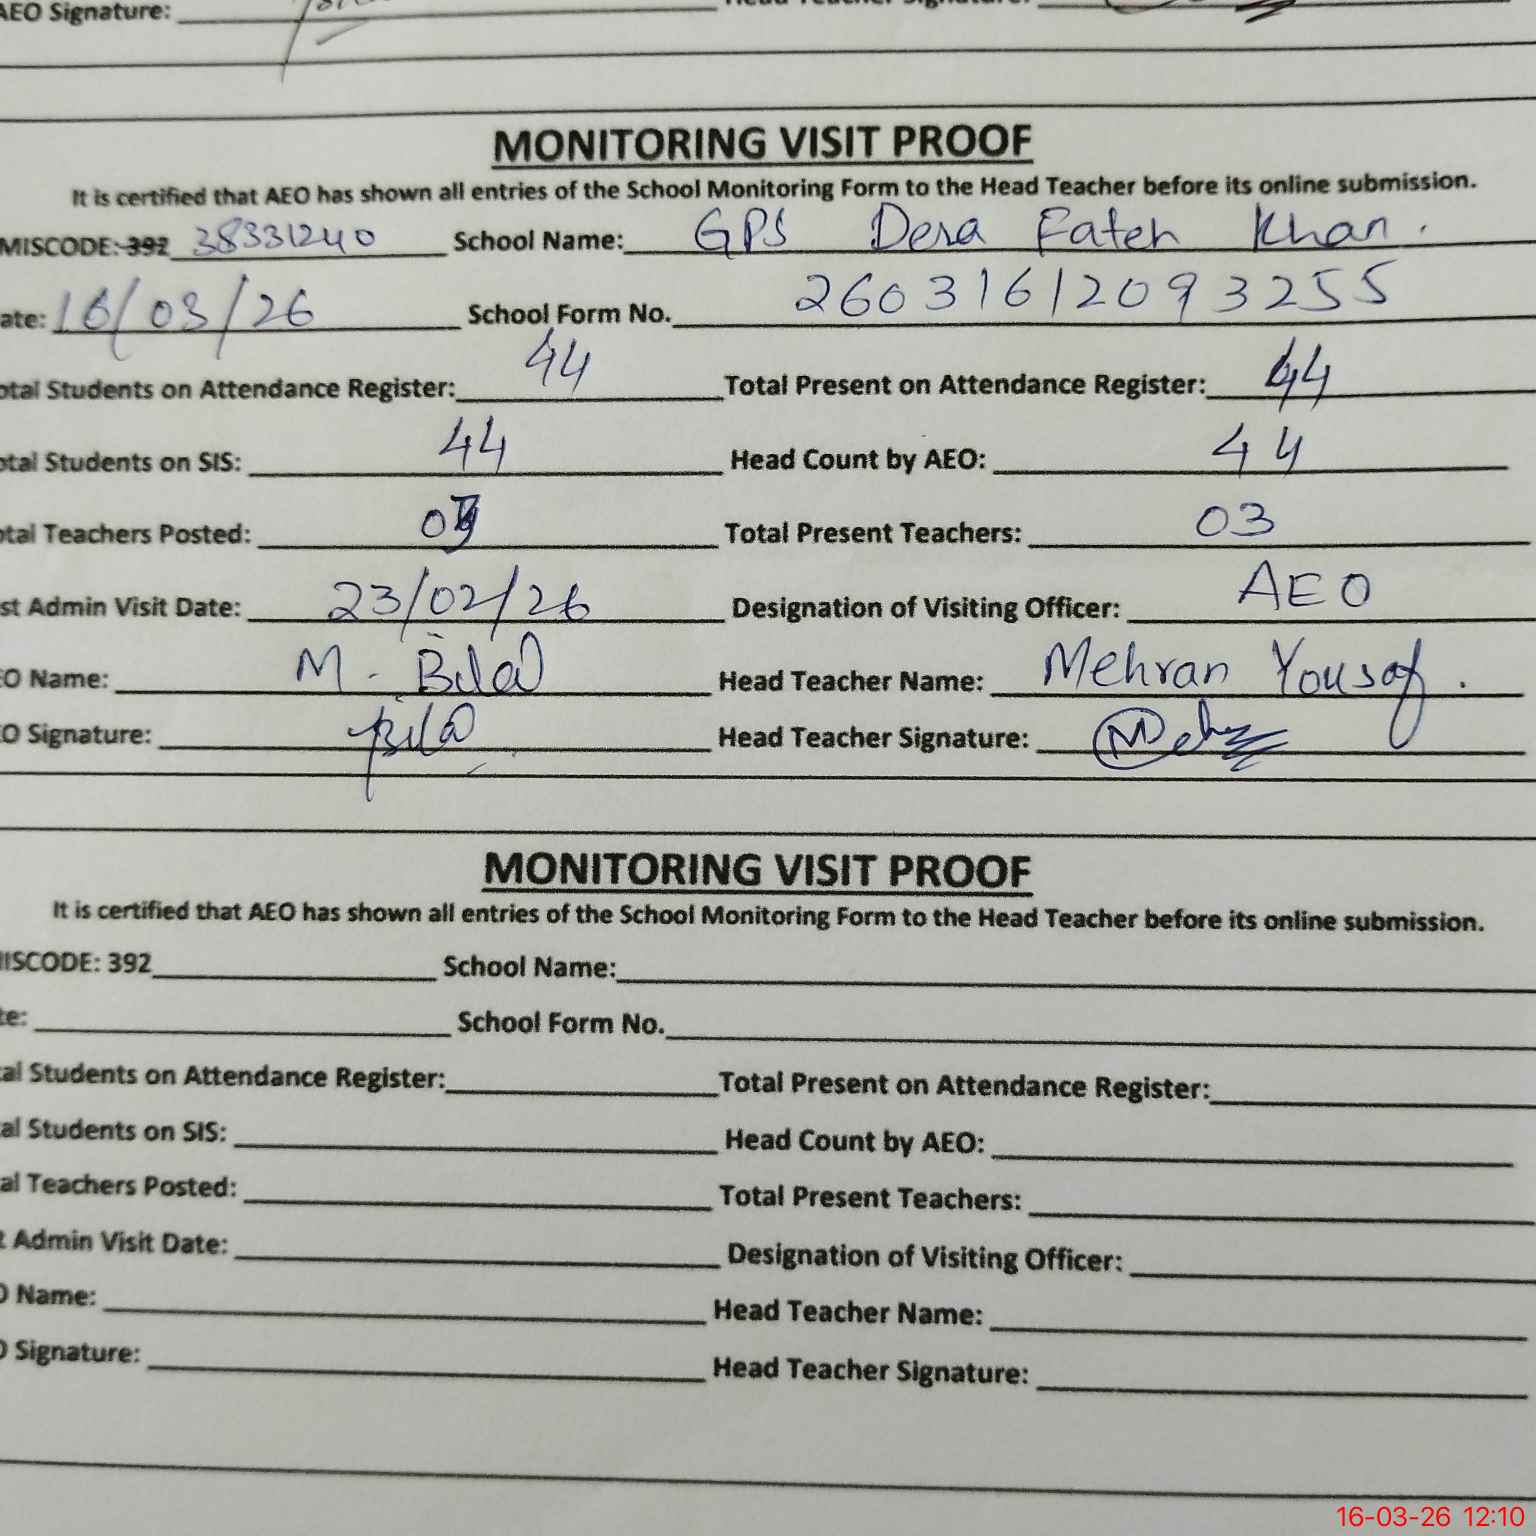 AEO Signature:
MONITORING VISIT PROOF
It is certified that AEO has shown all entries of the School Monitoring Form to the Head Teacher before its online submission.
MISCODE: 392 38331240 School Name: GPS Dera Fateh Khan.
ate: 16/03/26 School Form No. 26031612093255
otal Students on Attendance Register: 44 Total Present on Attendance Register: 44
otal Students on SIS: 44 Head Count by AEO: 44
otal Teachers Posted: Total Present Teachers: 03
st Admin Visit Date: 23/02/26 Designation of Visiting Officer: AEO
EO Name: M. Bilal Head Teacher Name: Mehran Yousaf.
EO Signature: Bilal Head Teacher Signature:
MONITORING VISIT PROOF
It is certified that AEO has shown all entries of the School Monitoring Form to the Head Teacher before its online submission.
MISCODE: 392 School Name:
te: School Form No.
tal Students on Attendance Register: Total Present on Attendance Register:
al Students on SIS: Head Count by AEO:
al Teachers Posted: Total Present Teachers:
t Admin Visit Date: Designation of Visiting Officer:
O Name: Head Teacher Name:
O Signature: Head Teacher Signature:
16-03-26 12:10